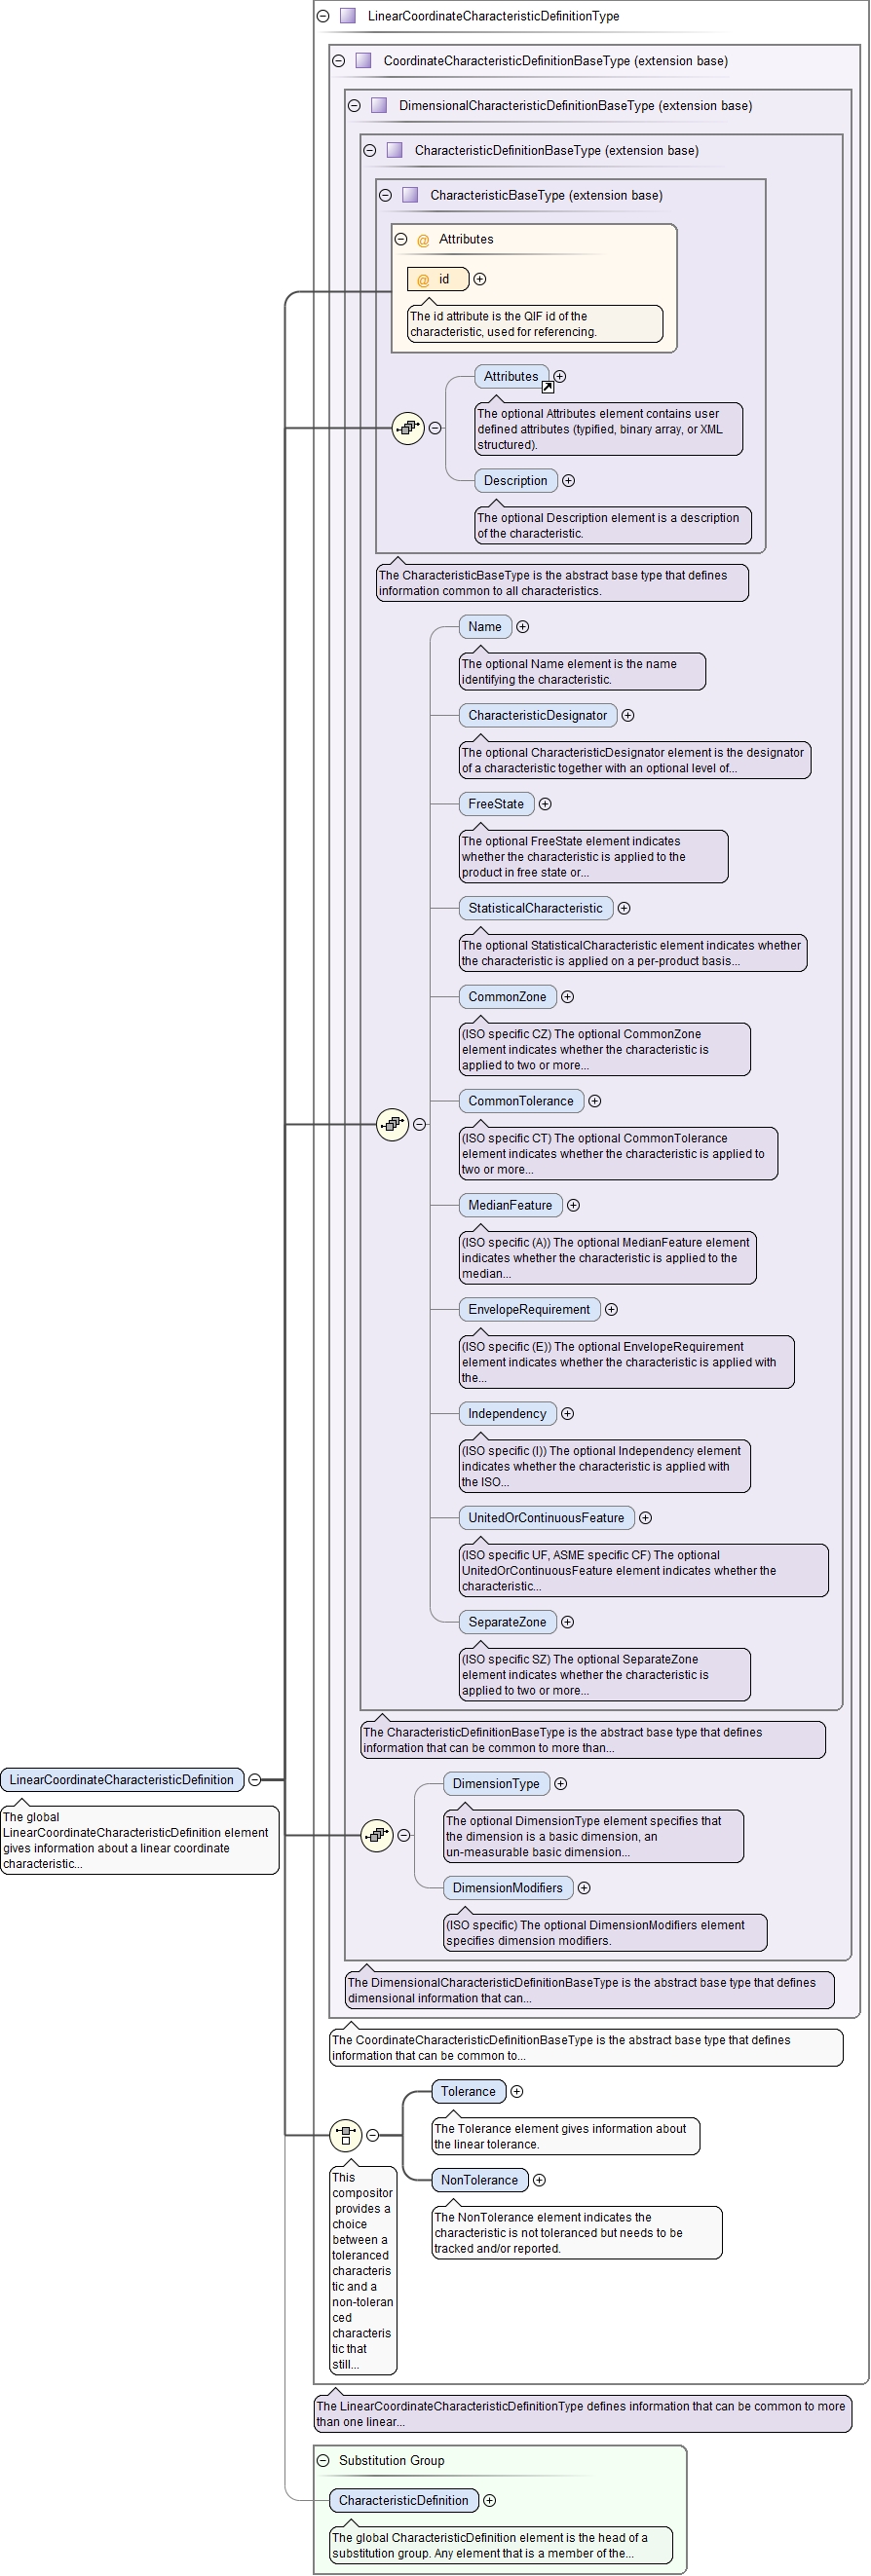 LinearCoordinateCharacteristicDefinitionType
CoordinateCharacteristicDefinitionBaseType (extension base)
DimensionalCharacteristicDefinitionBaseType (extension base)
CharacteristicDefinitionBaseType (extension base)
CharacteristicBaseType (extension base)
@ Attributes
@ id
The id attribute is the QIF id of the
characteristic, used for referencing.
Attributes
The optional Attributes element contains user
defined attributes (typified, binary array, or XML
structured).
Description
The optional Description element is a description
of the characteristic.
The CharacteristicBaseType is the abstract base type that defines
information common to all characteristics.
Name
The optional Name element is the name
identifying the characteristic.
CharacteristicDesignator
The optional CharacteristicDesignator element is the designator
of a characteristic together with an optional level of...
FreeState
The optional FreeState element indicates
whether the characteristic is applied to the
product in free state or...
StatisticalCharacteristic
The optional StatisticalCharacteristic element indicates whether
the characteristic is applied on a per-product basis...
CommonZone
(ISO specific CZ) The optional CommonZone
element indicates whether the characteristic is
applied to two or more...
CommonTolerance
(ISO specific CT) The optional CommonTolerance
element indicates whether the characteristic is applied to
two or more...
MedianFeature
(ISO specific (A)) The optional MedianFeature element
indicates whether the characteristic is applied to the
median...
EnvelopeRequirement
(ISO specific (E)) The optional EnvelopeRequirement
element indicates whether the characteristic is applied with
the...
Independency
(ISO specific (I)) The optional Independency element
indicates whether the characteristic is applied with
the ISO...
UnitedOrContinuousFeature
(ISO specific UF, ASME specific CF) The optional
UnitedOrContinuousFeature element indicates whether the
characteristic...
SeparateZone
(ISO specific SZ) The optional SeparateZone
element indicates whether the characteristic is
applied to two or more...
The CharacteristicDefinitionBaseType is the abstract base type that defines
information that can be common to more than...
LinearCoordinateCharacteristicDefinition
The global
LinearCoordinateCharacteristicDefinition element
gives information about a linear coordinate
characteristic...
DimensionType
The optional DimensionType element specifies that
the dimension is a basic dimension, an
un-measurable basic dimension...
DimensionModifiers
(ISO specific) The optional DimensionModifiers element
specifies dimension modifiers.
The DimensionalCharacteristicDefinitionBaseType is the abstract base type that defines
dimensional information that can...
The CoordinateCharacteristicDefinitionBaseType is the abstract base type that defines
information that can be common to...
Tolerance
The Tolerance element gives information about
the linear tolerance.
NonTolerance
The NonTolerance element indicates the
characteristic is not toleranced but needs to be
tracked and/or reported.
This
compositor
provides a
choice
between a
toleranced
characteris
tic and a
non-toleran
ced
characteris
tic that
still...
The LinearCoordinateCharacteristicDefinitionType defines information that can be common to more
than one linear...
Substitution Group
CharacteristicDefinition
The global CharacteristicDefinition element is the head of a
substitution group. Any element that is a member of the...